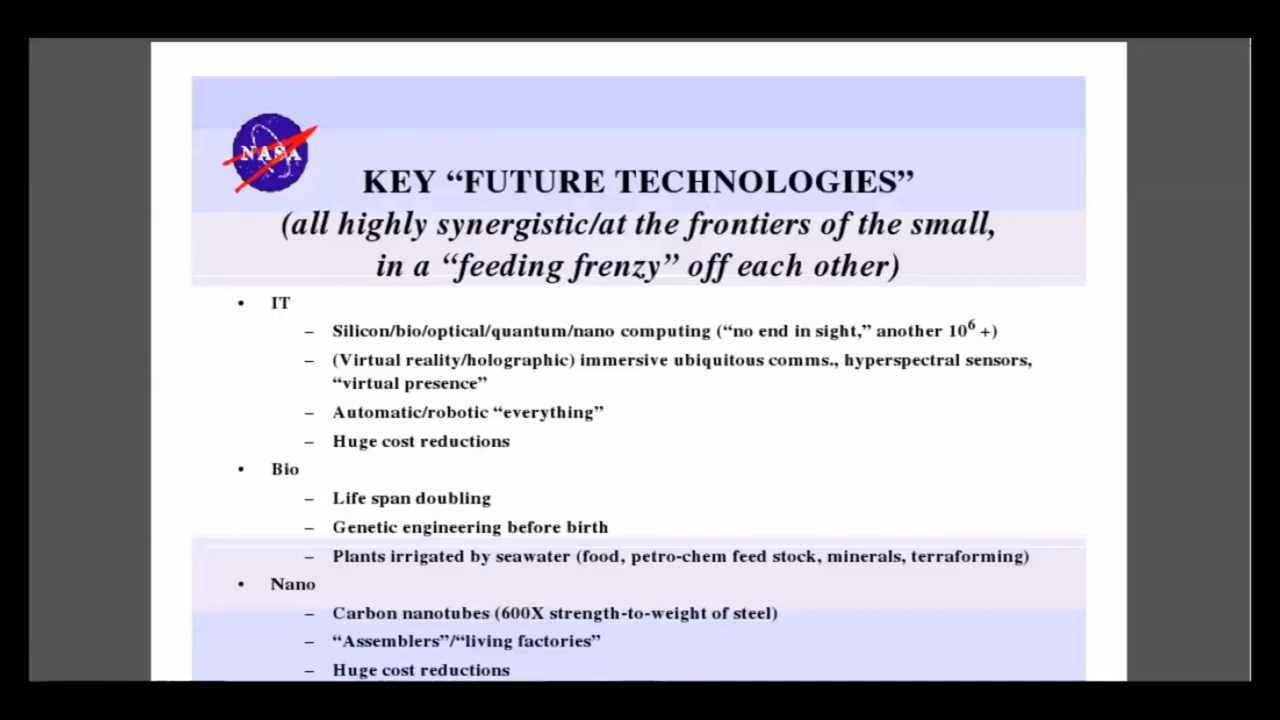 NASA
KEY “FUTURE TECHNOLOGIES”
(all highly synergistic/at the frontiers of the small,
in a “feeding frenzy” off each other)
• IT
– Silicon/bio/optical/quantum/nano computing (“no end in sight,” another 10⁶ +)
– (Virtual reality/holographic) immersive ubiquitous comms., hyperspectral sensors,
“virtual presence”
– Automatic/robotic “everything”
– Huge cost reductions
• Bio
– Life span doubling
– Genetic engineering before birth
– Plants irrigated by seawater (food, petro-chem feed stock, minerals, terraforming)
• Nano
– Carbon nanotubes (600X strength-to-weight of steel)
– “Assemblers”/“living factories”
– Huge cost reductions